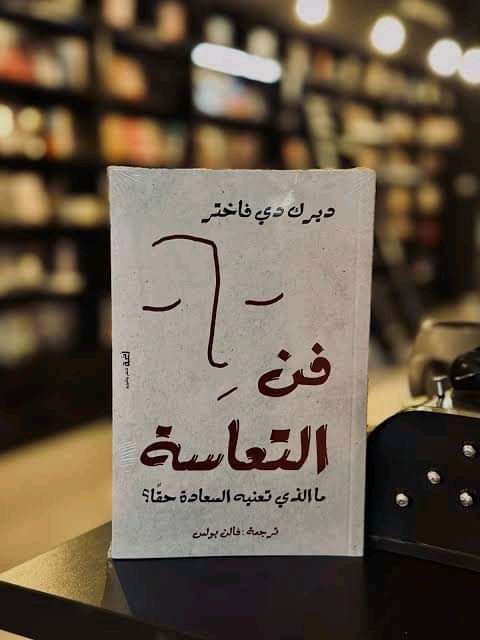 ديرك دي فاختر
فن
التعاسة
ما الذي تعنيه السعادة حقًا؟
ترجمة: فالن بولس